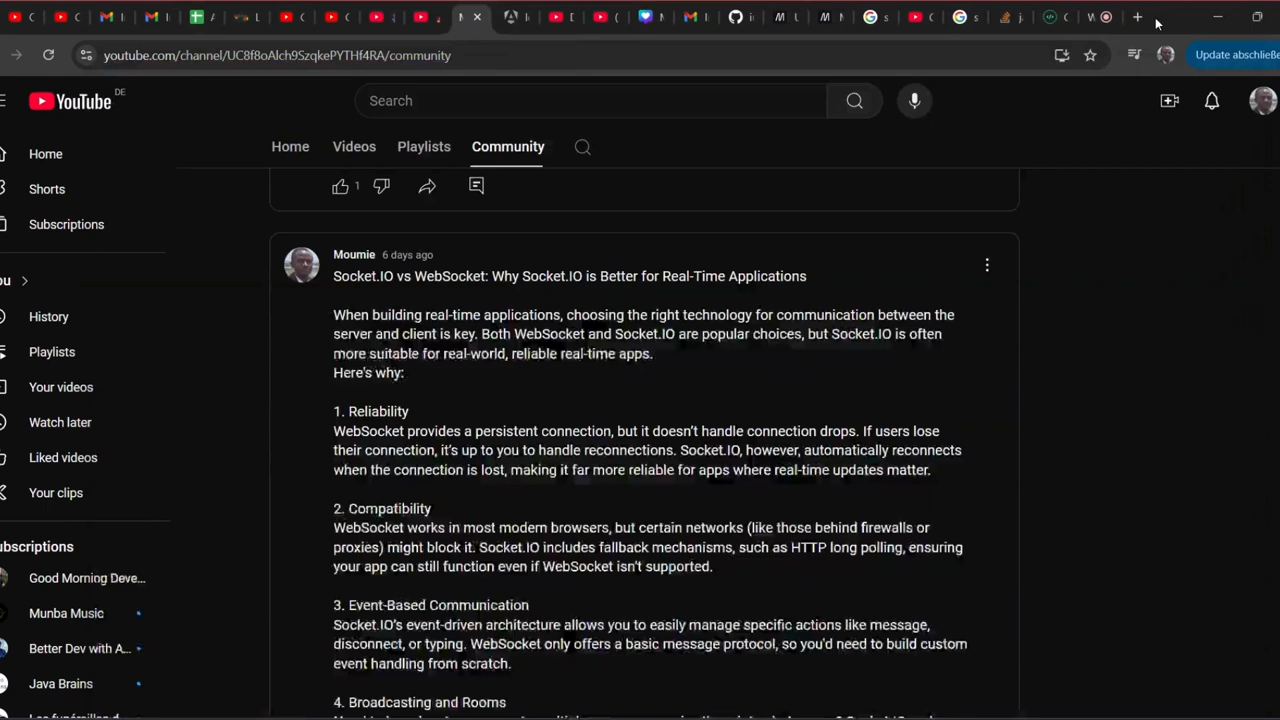 youtube.com/channel/UC8f8oAlch9SzqkePYTHf4RA/community
Update abschließe
YouTube DE
Search
Home
Videos
Playlists
Community
Home
Shorts
Subscriptions
History
Playlists
Your videos
Watch later
Liked videos
Your clips
Good Morning Deve...
Munba Music
Better Dev with A...
Java Brains
1
Moumie 6 days ago
Socket.IO vs WebSocket: Why Socket.IO is Better for Real-Time Applications
When building real-time applications, choosing the right technology for communication between the
server and client is key. Both WebSocket and Socket.IO are popular choices, but Socket.IO is often
more suitable for real-world, reliable real-time apps.
Here's why:
1. Reliability
WebSocket provides a persistent connection, but it doesn't handle connection drops. If users lose
their connection, it's up to you to handle reconnections. Socket.IO, however, automatically reconnects
when the connection is lost, making it far more reliable for apps where real-time updates matter.
2. Compatibility
WebSocket works in most modern browsers, but certain networks (like those behind firewalls or
proxies) might block it. Socket.IO includes fallback mechanisms, such as HTTP long polling, ensuring
your app can still function even if WebSocket isn't supported.
3. Event-Based Communication
Socket.IO's event-driven architecture allows you to easily manage specific actions like message,
disconnect, or typing. WebSocket only offers a basic message protocol, so you'd need to build custom
event handling from scratch.
4. Broadcasting and Rooms